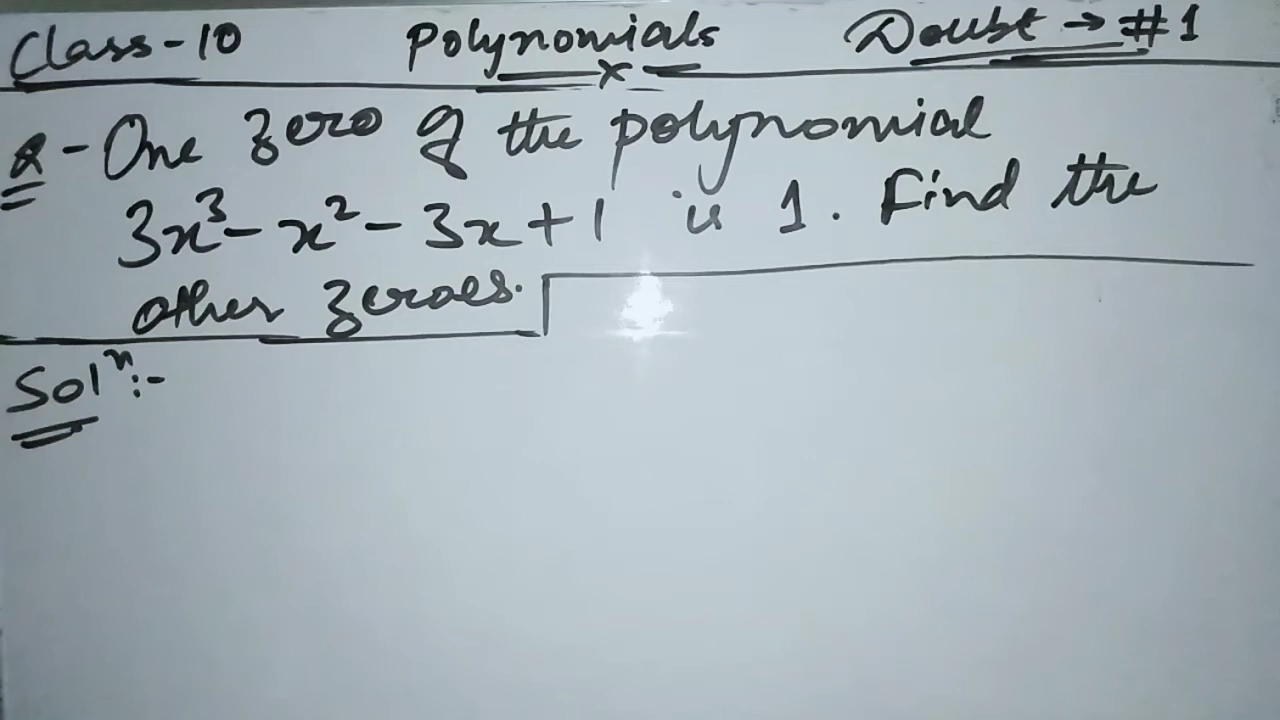 Class-10 Polynomials Doubt → #1
Q - One zero of the polynomial
3x³ - x² - 3x + 1 is 1. Find the
other zeroes.
Solⁿ:-